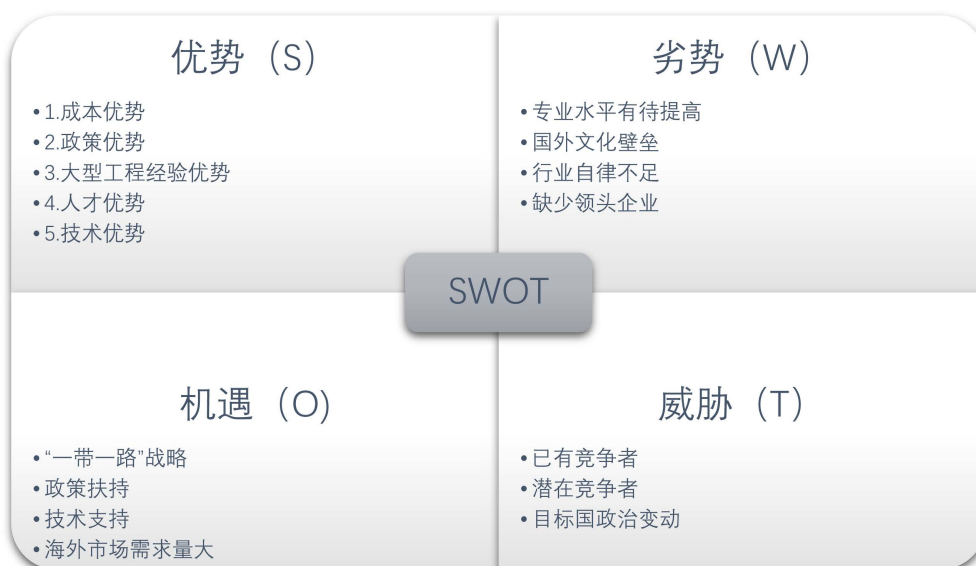 优势（S）
•1.成本优势
•2.政策优势
•3.大型工程经验优势
•4.人才优势
•5.技术优势
劣势（W）
•专业水平有待提高
•国外文化壁垒
•行业自律不足
•缺少领头企业
SWOT
机遇（O）
•“一带一路”战略
•政策扶持
•技术支持
•海外市场需求量大
威胁（T）
•已有竞争者
•潜在竞争者
•目标国政治变动